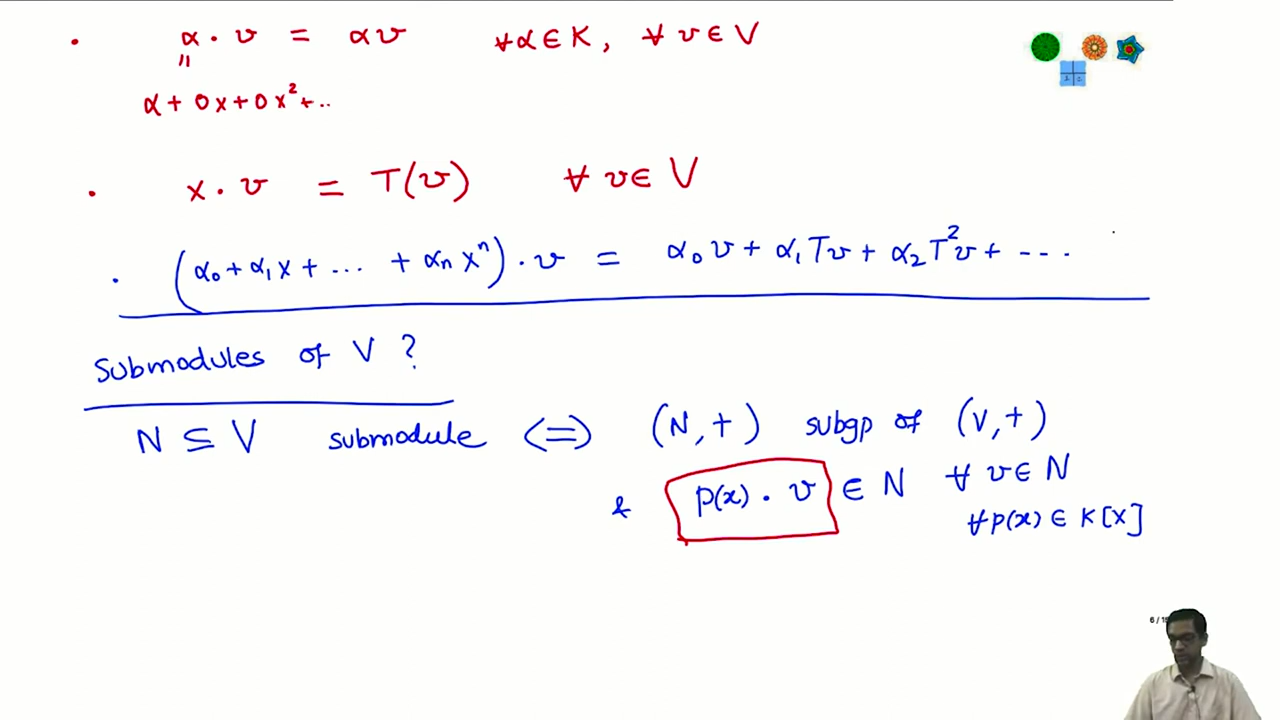 • α · v = αv ∀α ∈ K, ∀ v ∈ V
"
α + 0x + 0x² + ..
• x · v = T(v) ∀ v ∈ V
• (α₀ + α₁x + ... + αₙxⁿ) · v = α₀v + α₁Tv + α₂T²v + ----
Submodules of V ?
N ⊆ V submodule ⟺ (N, +) subgp of (V, +)
& p(x) · v ∈ N ∀ v ∈ N
∀ p(x) ∈ K[X]